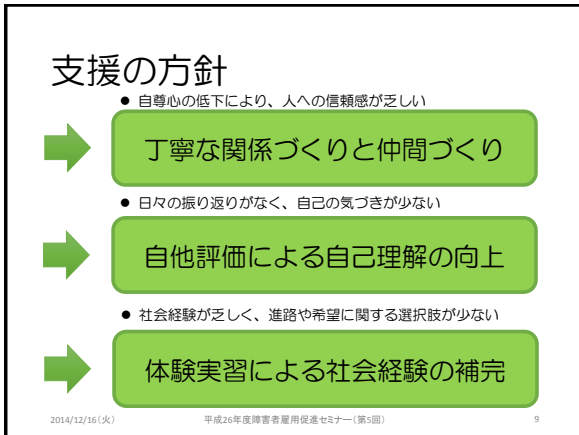 支援の方針
● 自尊心の低下により、人への信頼感が乏しい
丁寧な関係づくりと仲間づくり
● 日々の振り返りがなく、自己の気づきが少ない
自他評価による自己理解の向上
● 社会経験が乏しく、進路や希望に関する選択肢が少ない
体験実習による社会経験の補完
2014/12/16(火) 平成26年度障害者雇用促進セミナー(第5回) 9